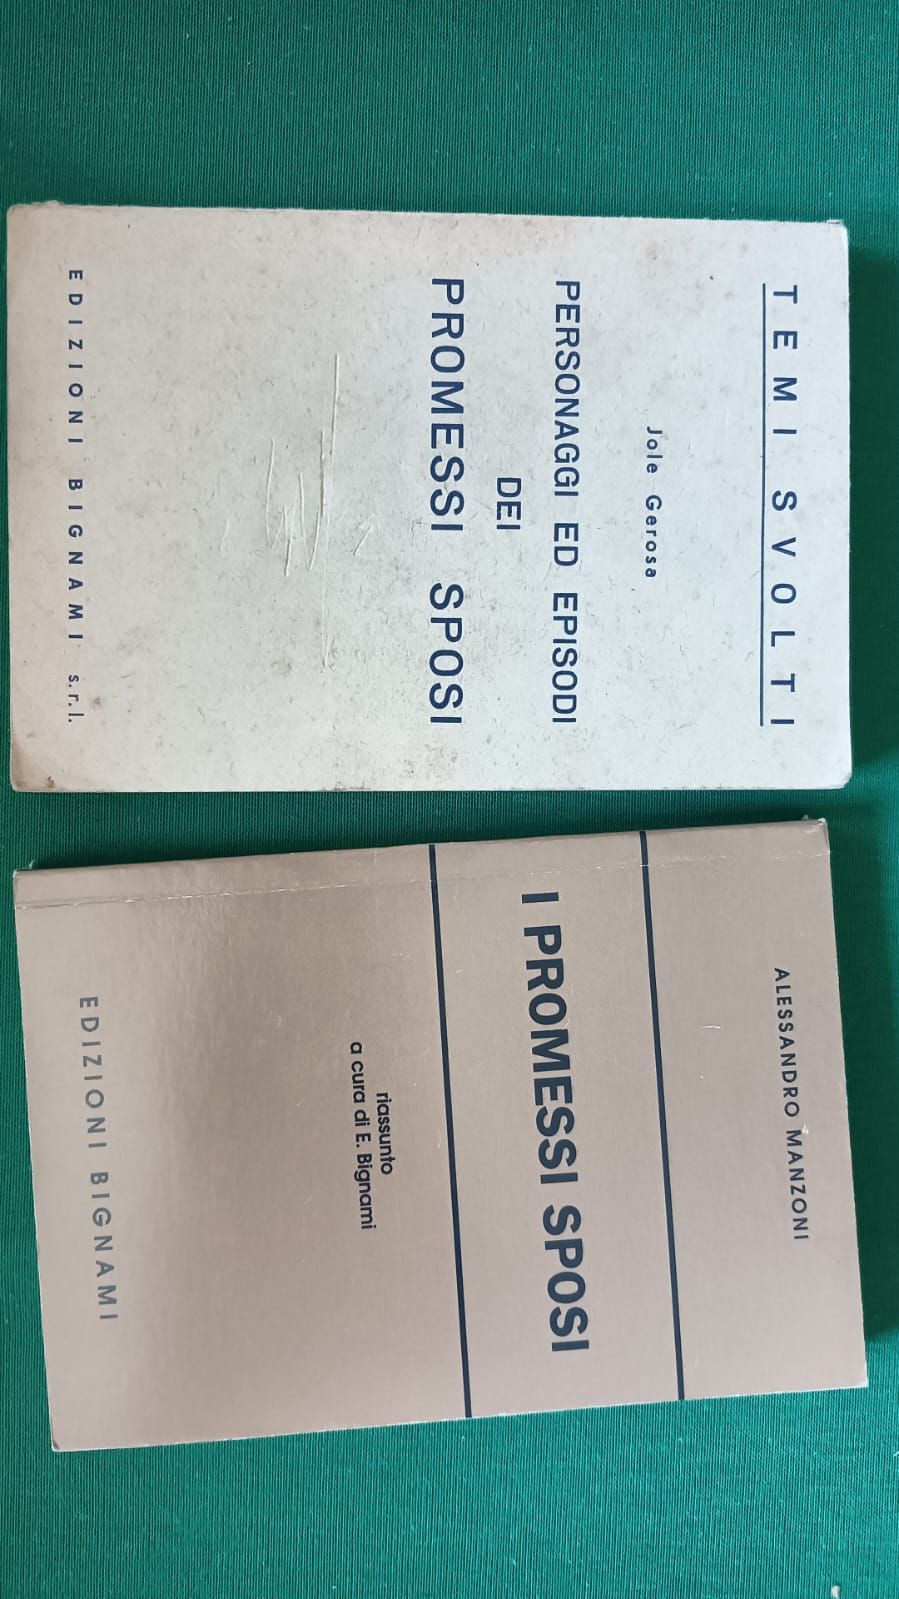 TEMI SVOLTI
Jole Gerosa
PERSONAGGI ED EPISODI
DEI
PROMESSI SPOSI
EDIZIONI BIGNAMI s.r.l.
ALESSANDRO MANZONI
I PROMESSI SPOSI
riassunto
a cura di E. Bignami
EDIZIONI BIGNAMI